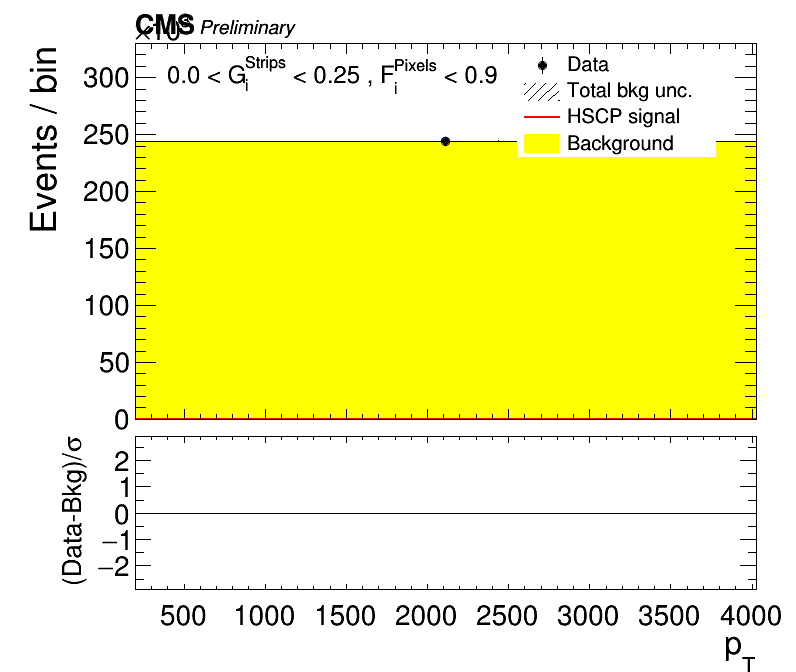 CMS Preliminary
×10
Events / bin
300
250
200
150
100
50
0
0.0 < G_i^Strips < 0.25 , F_i^Pixels < 0.9
Data
Total bkg unc.
HSCP signal
Background
(Data-Bkg)/σ
2
1
0
−1
−2
500 1000 1500 2000 2500 3000 3500 4000
p_T